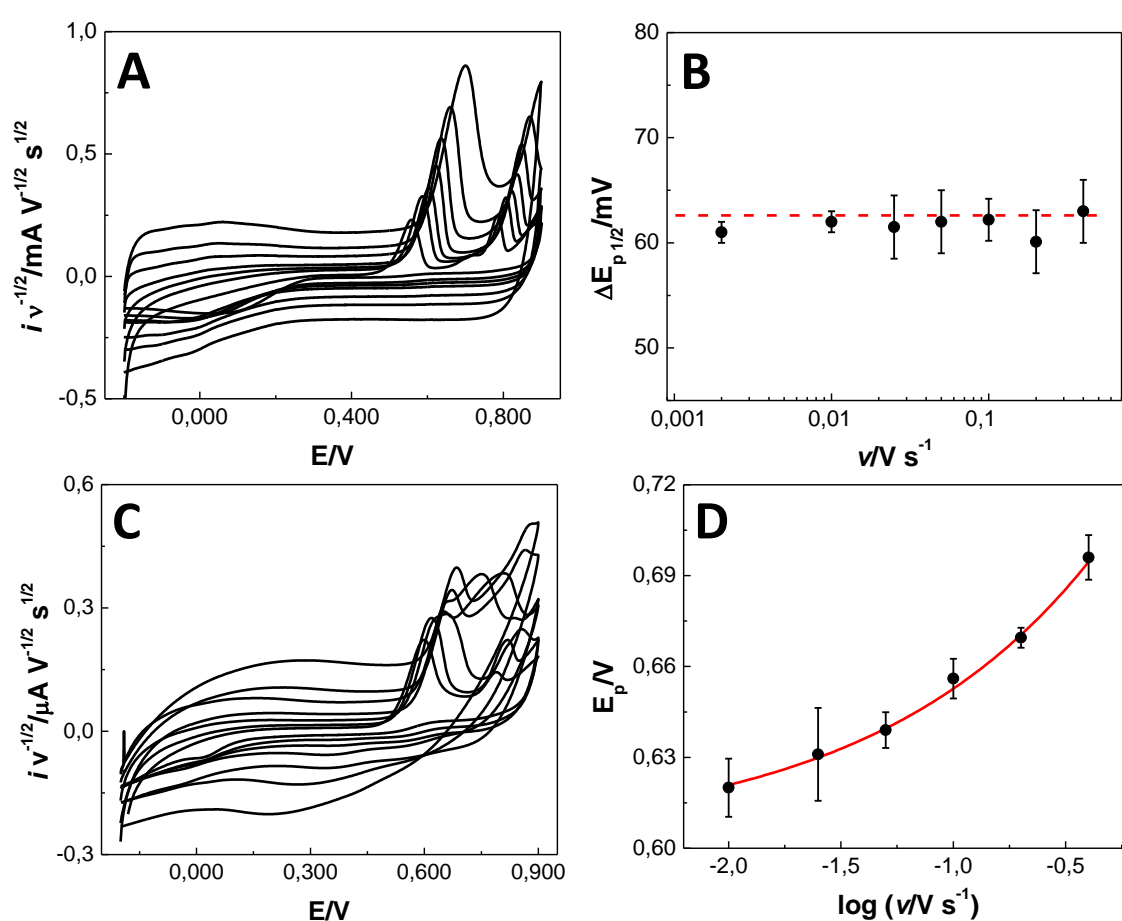 A
1,0
0,5
0,0
-0,5
i ν-1/2/mA V-1/2 s1/2
0,000
0,400
0,800
E/V
B
80
70
60
50
ΔEp 1/2/mV
0,001
0,01
0,1
v/V s-1
C
0,6
0,3
0,0
-0,3
i ν-1/2/μA V-1/2 s1/2
0,000
0,300
0,600
0,900
E/V
D
0,72
0,69
0,66
0,63
0,60
Ep/V
-2,0
-1,5
-1,0
-0,5
log (v/V s-1)